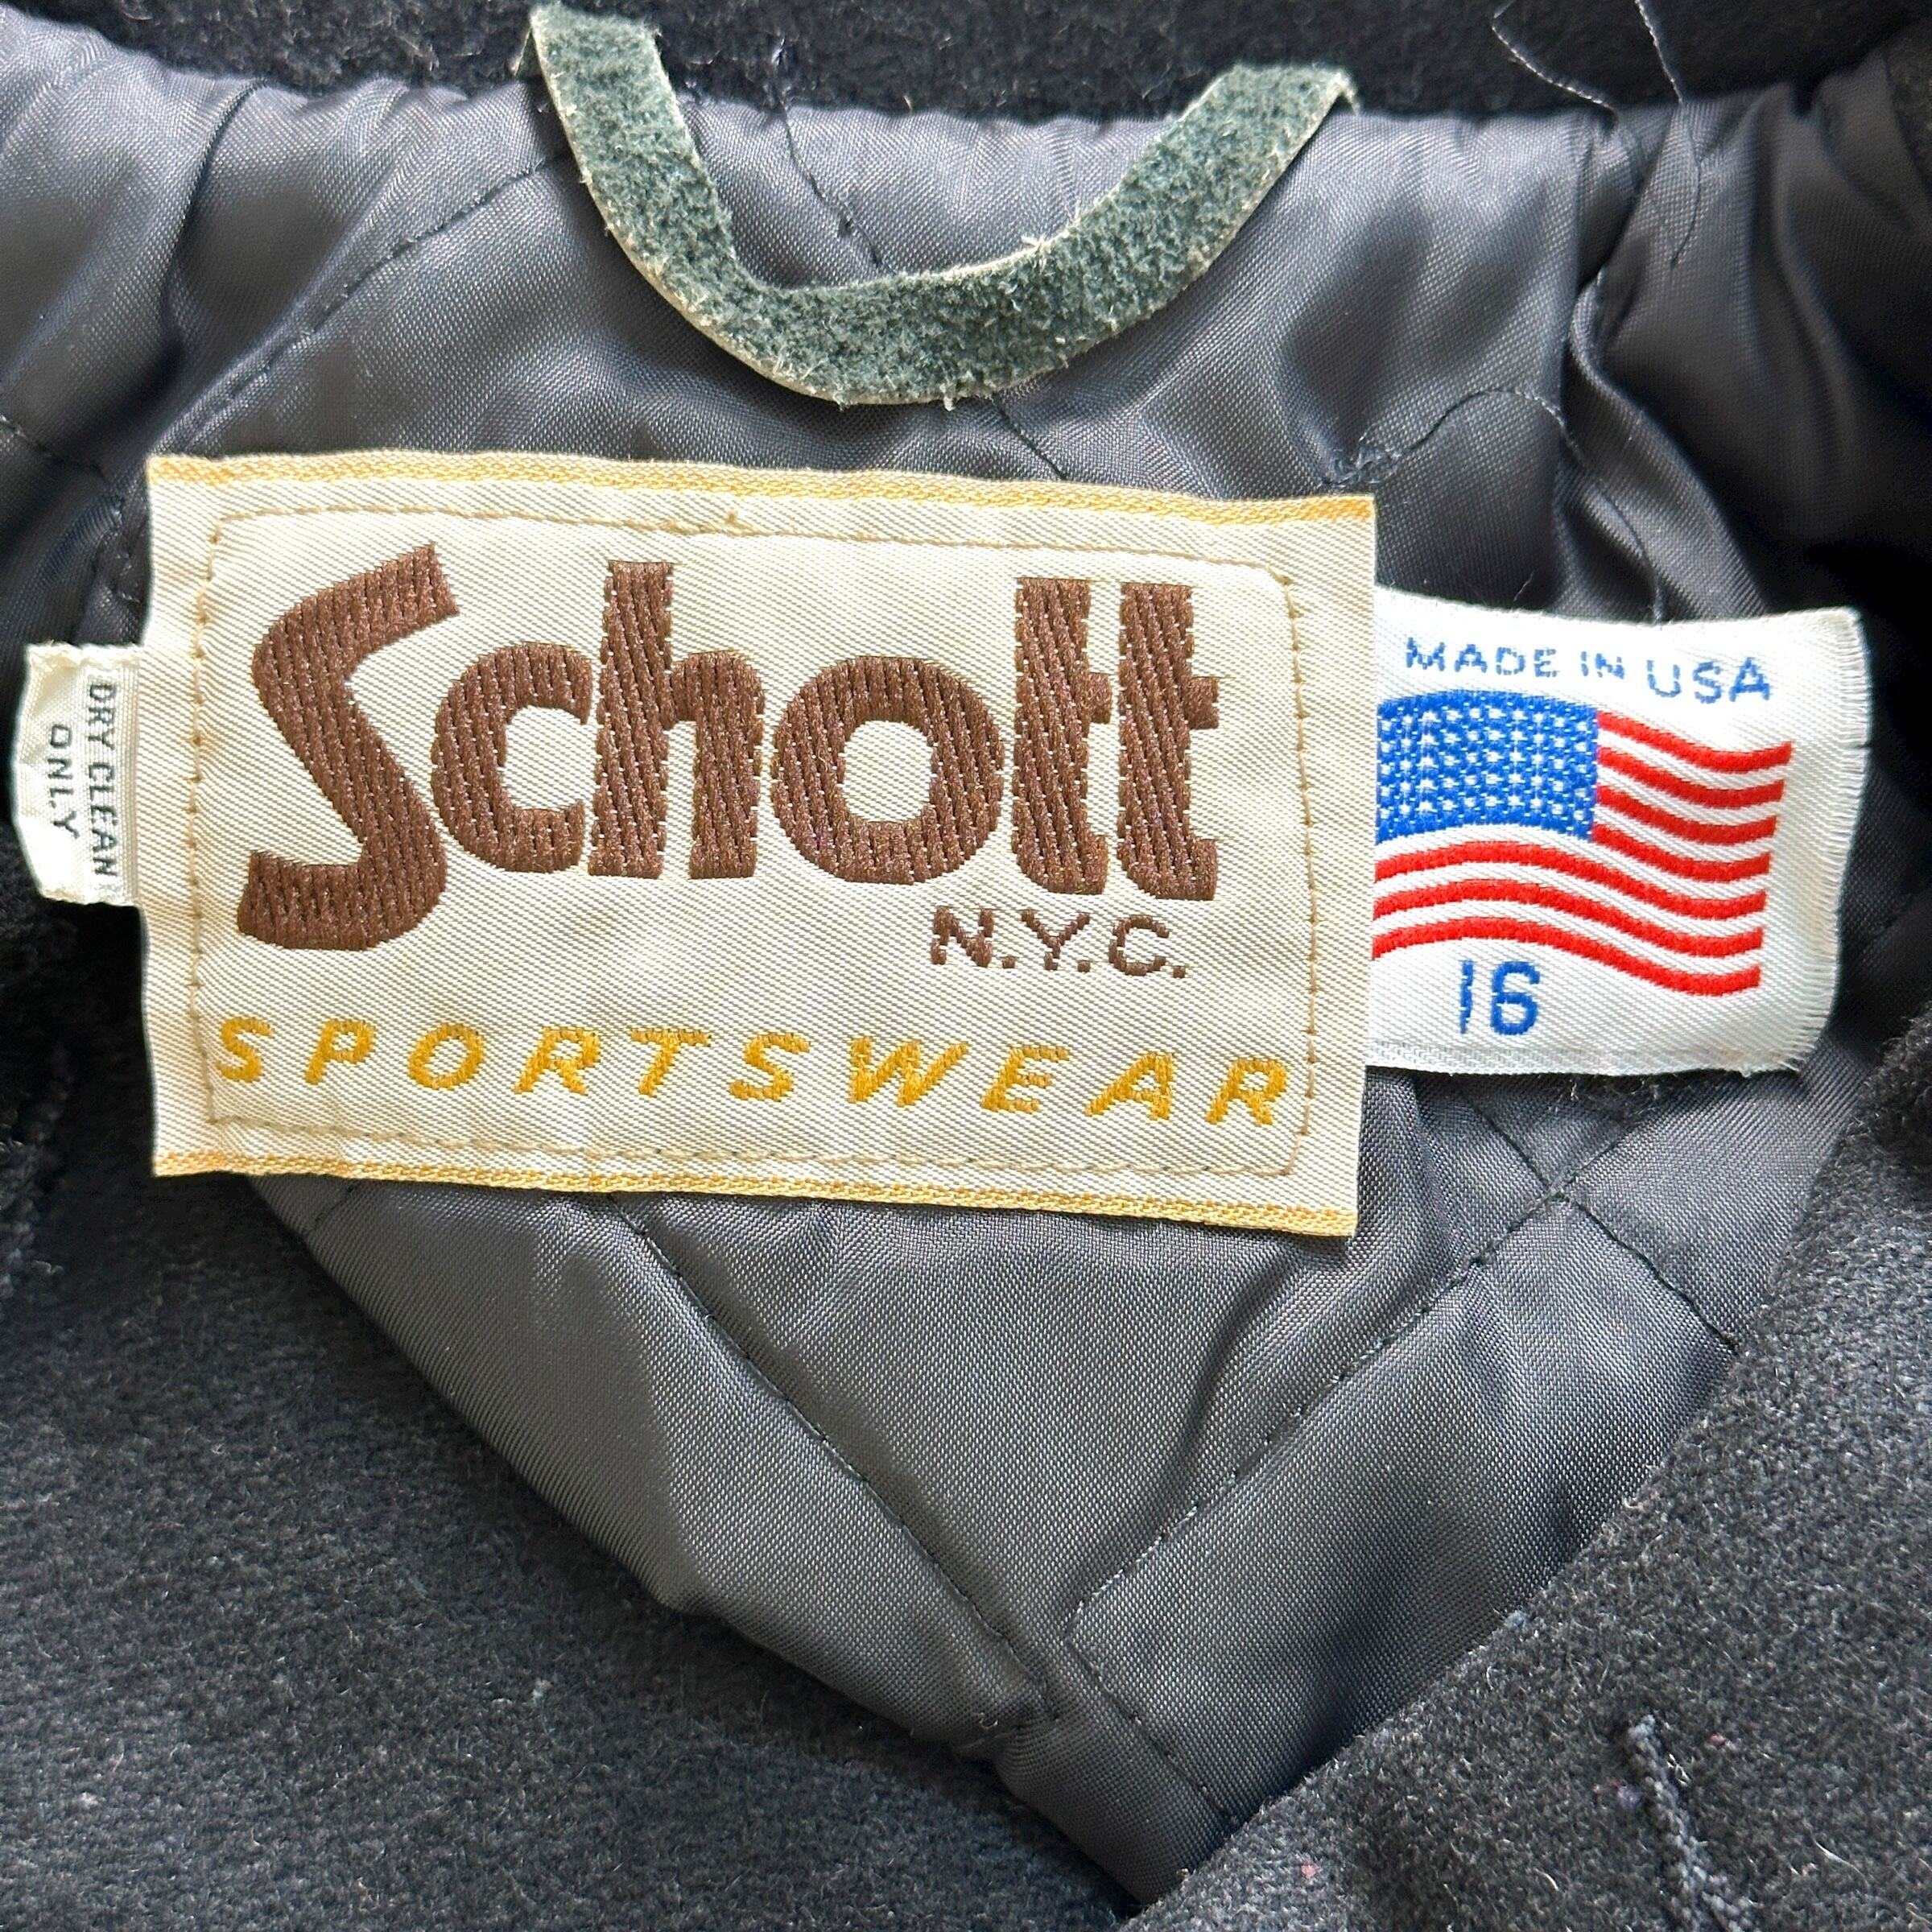 Schott
N.Y.C.
SPORTSWEAR
MADE IN USA
16
DRY CLEAN
ONLY